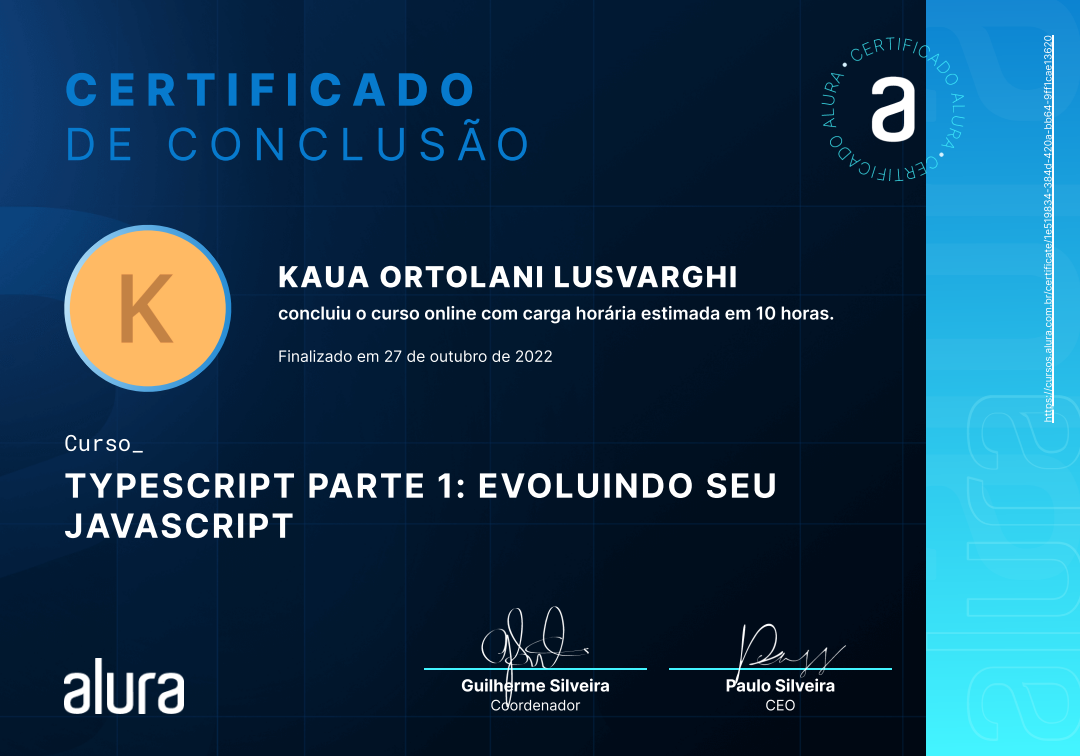 CERTIFICADO
DE CONCLUSÃO
CERTIFICADO ALURA • CERTIFICADO ALURA •
a
https://cursos.alura.com.br/certificate/1e519834-384d-420a-bb64-9ff1cae13620
K
KAUA ORTOLANI LUSVARGHI
concluiu o curso online com carga horária estimada em 10 horas.
Finalizado em 27 de outubro de 2022
Curso_
TYPESCRIPT PARTE 1: EVOLUINDO SEU
JAVASCRIPT
alura
Guilherme Silveira
Coordenador
Paulo Silveira
CEO
alura